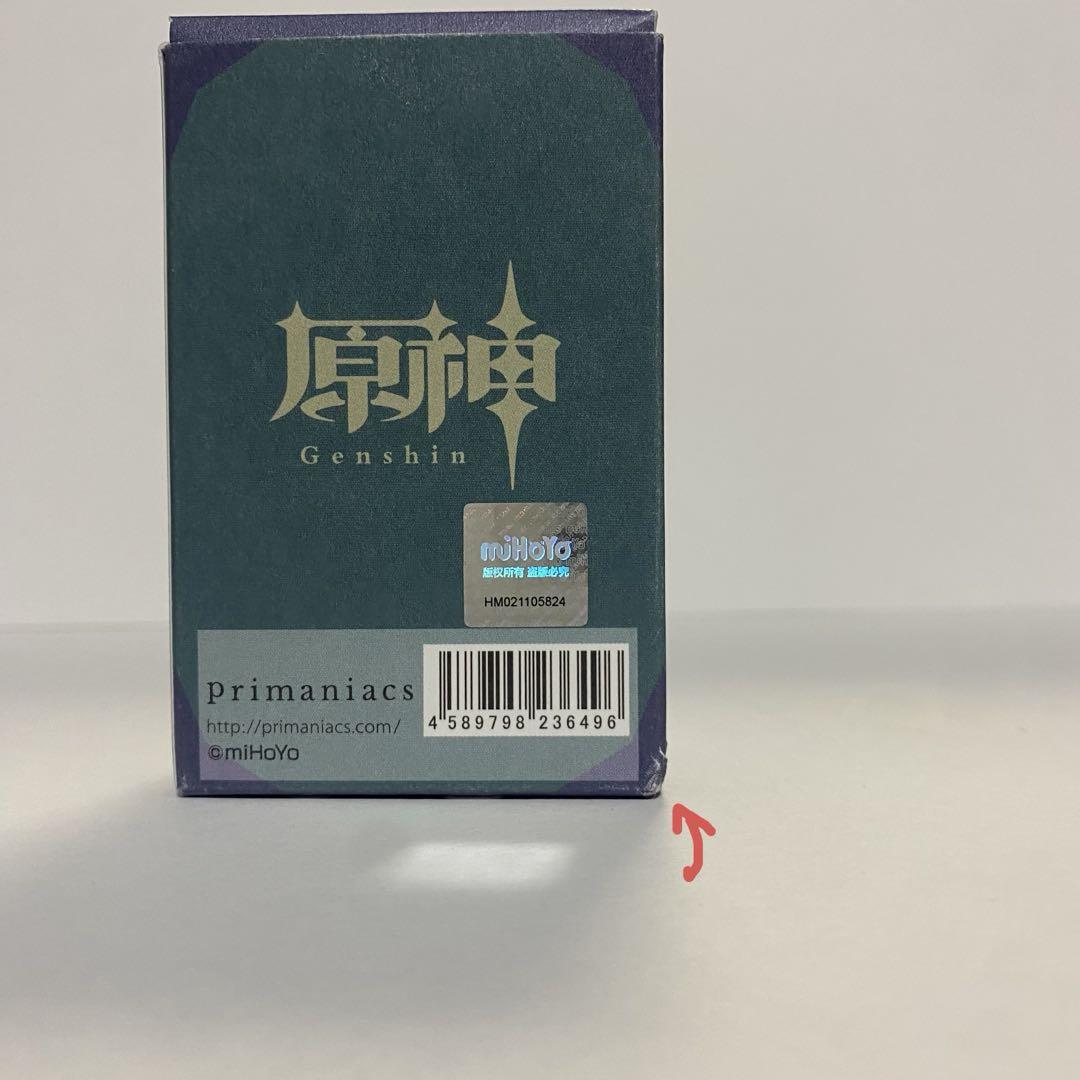 原神
Genshin
miHoYo
版权所有 盗版必究
HM021105824
primaniacs
http://primaniacs.com/
©miHoYo
4 589798 236496